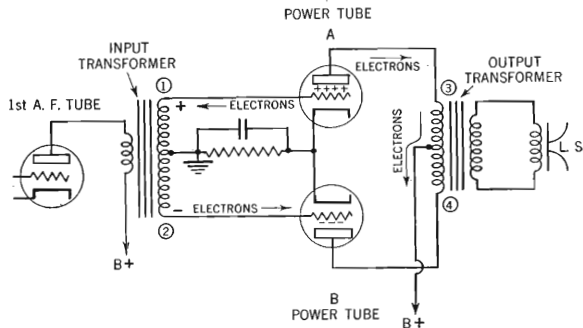 POWER TUBE
A
INPUT
TRANSFORMER
ELECTRONS
OUTPUT
TRANSFORMER
1st A. F. TUBE
①
③
+
ELECTRONS
++++
ELECTRONS
L S
−
ELECTRONS
----
②
④
B+
B
POWER TUBE
B+